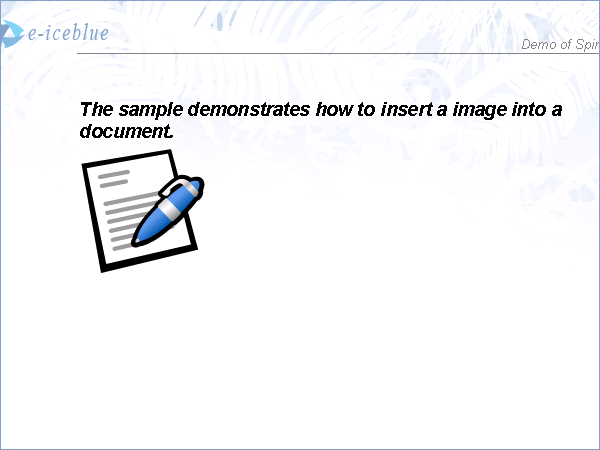 e-iceblue
Demo of Spir
The sample demonstrates how to insert a image into a
document.